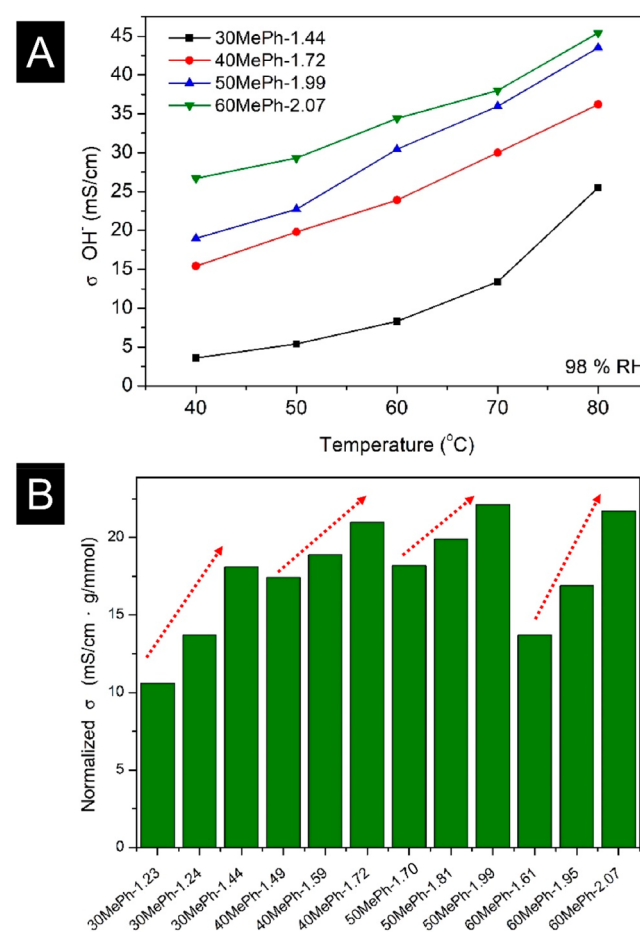 A
30MePh-1.44
40MePh-1.72
50MePh-1.99
60MePh-2.07
σ OH⁻ (mS/cm)
45
40
35
30
25
20
15
10
5
0
98 % RH
40 50 60 70 80
Temperature (°C)
B
Normalized σ (mS/cm · g/mmol)
20
15
10
5
0
30MePh-1.23
30MePh-1.24
30MePh-1.44
40MePh-1.49
40MePh-1.59
40MePh-1.72
50MePh-1.70
50MePh-1.81
50MePh-1.99
60MePh-1.61
60MePh-1.95
60MePh-2.07